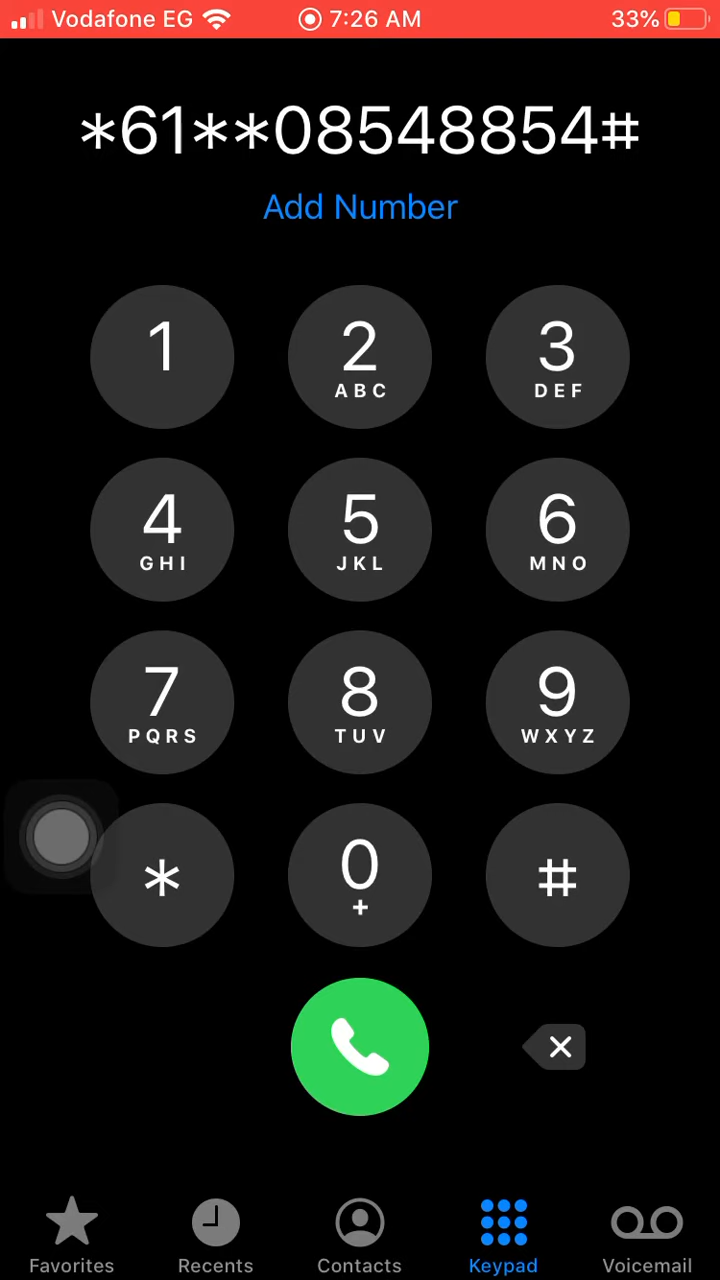 Vodafone EG 7:26 AM 33%
*61**08548854#
Add Number
1 2 3
ABC DEF
4 5 6
GHI JKL MNO
7 8 9
PQRS TUV WXYZ
* 0 #
+
Favorites Recents Contacts Keypad Voicemail